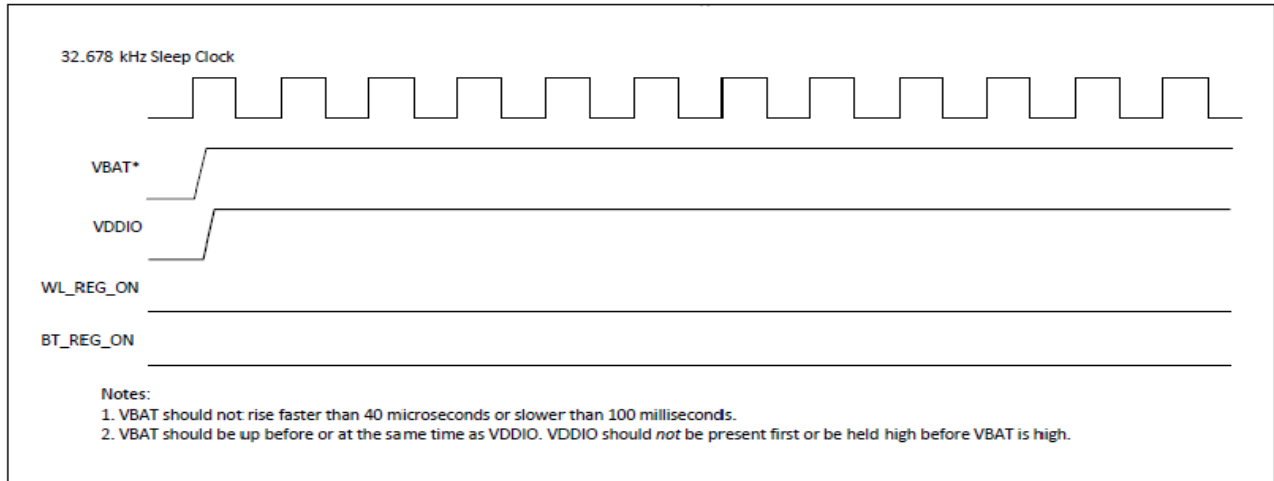 32.678 kHz Sleep Clock
VBAT*
VDDIO
WL_REG_ON
BT_REG_ON
Notes:
1. VBAT should not rise faster than 40 microseconds or slower than 100 milliseconds.
2. VBAT should be up before or at the same time as VDDIO. VDDIO should not be present first or be held high before VBAT is high.